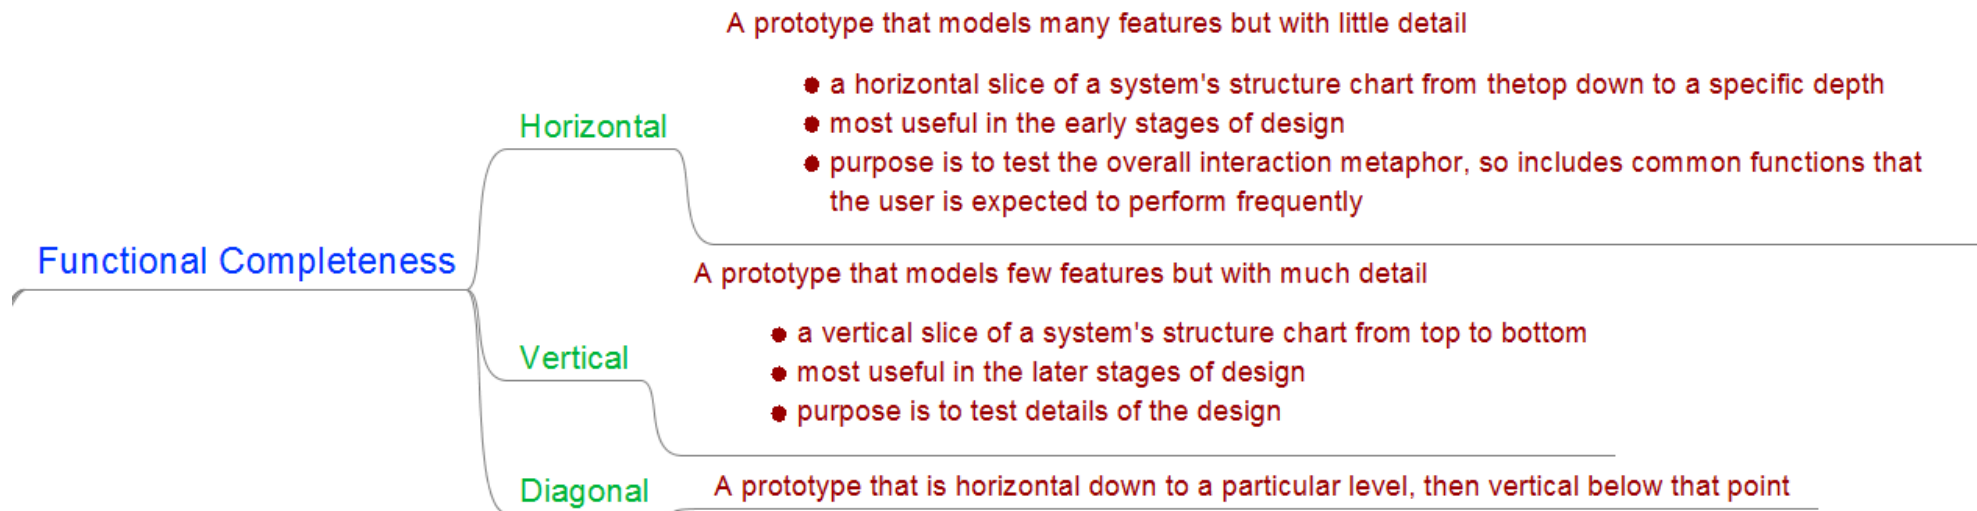 A prototype that models many features but with little detail
• a horizontal slice of a system's structure chart from thetop down to a specific depth
Horizontal
• most useful in the early stages of design
• purpose is to test the overall interaction metaphor, so includes common functions that
the user is expected to perform frequently
Functional Completeness
A prototype that models few features but with much detail
• a vertical slice of a system's structure chart from top to bottom
Vertical
• most useful in the later stages of design
• purpose is to test details of the design
Diagonal
A prototype that is horizontal down to a particular level, then vertical below that point